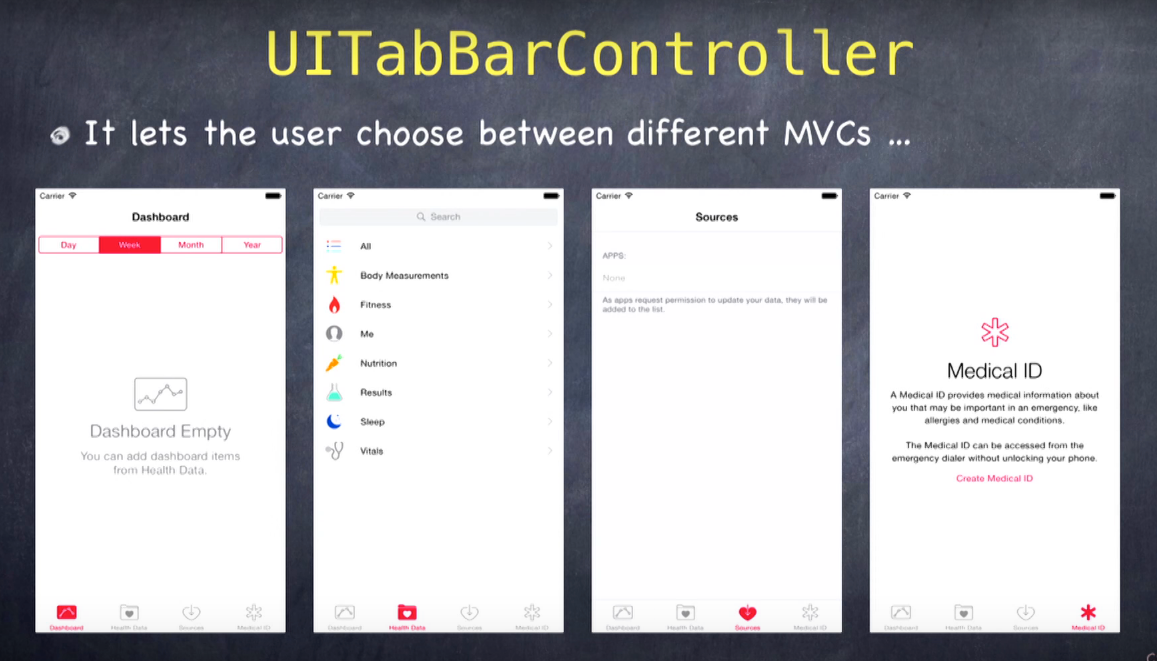 UITabBarController
It lets the user choose between different MVCs ...
Carrier
Dashboard
Day Week Month Year
Dashboard Empty
You can add dashboard items
from Health Data.
Dashboard Health Data Sources Medical ID
Carrier
Search
All
Body Measurements
Fitness
Me
Nutrition
Results
Sleep
Vitals
Dashboard Health Data Sources Medical ID
Carrier
Sources
APPS:
None
As apps request permission to update your data, they will be
added to the list.
Dashboard Health Data Sources Medical ID
Carrier
Medical ID
A Medical ID provides medical information about
you that may be important in an emergency, like
allergies and medical conditions.
The Medical ID can be accessed from the
emergency dialer without unlocking your phone.
Create Medical ID
Dashboard Health Data Sources Medical ID